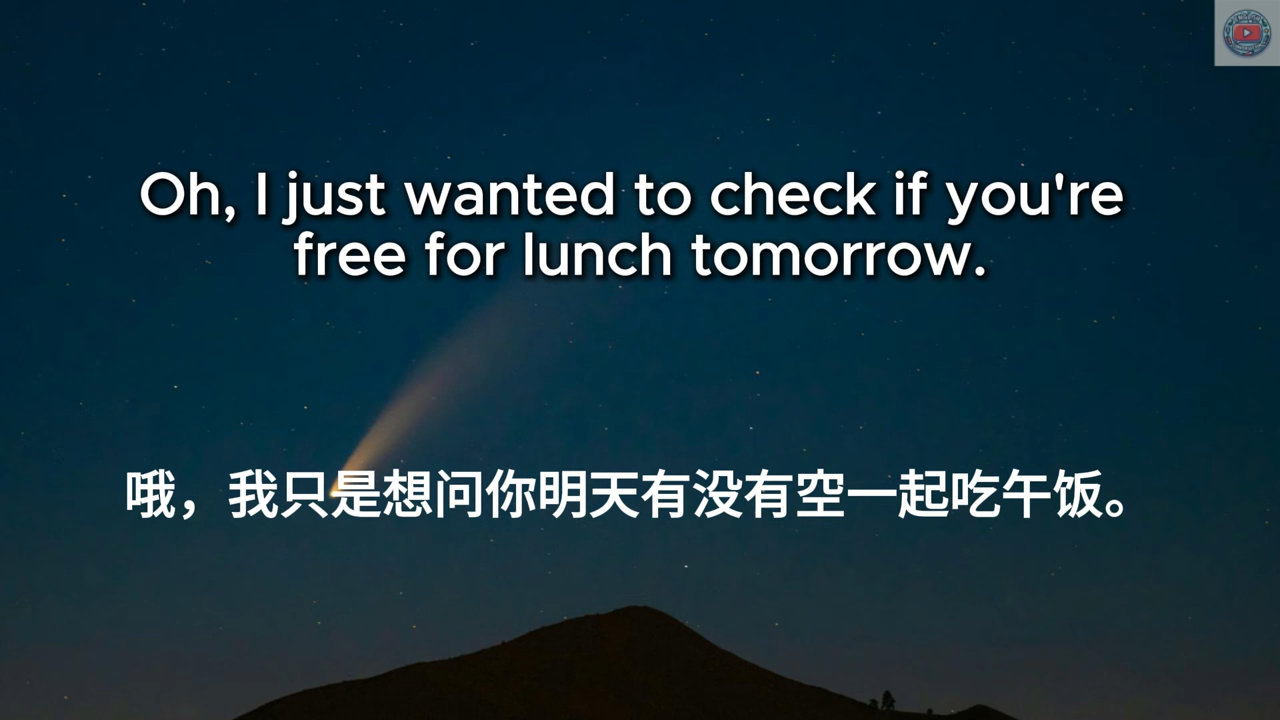 Oh, I just wanted to check if you're
free for lunch tomorrow.
哦，我只是想问你明天有没有空一起吃午饭。